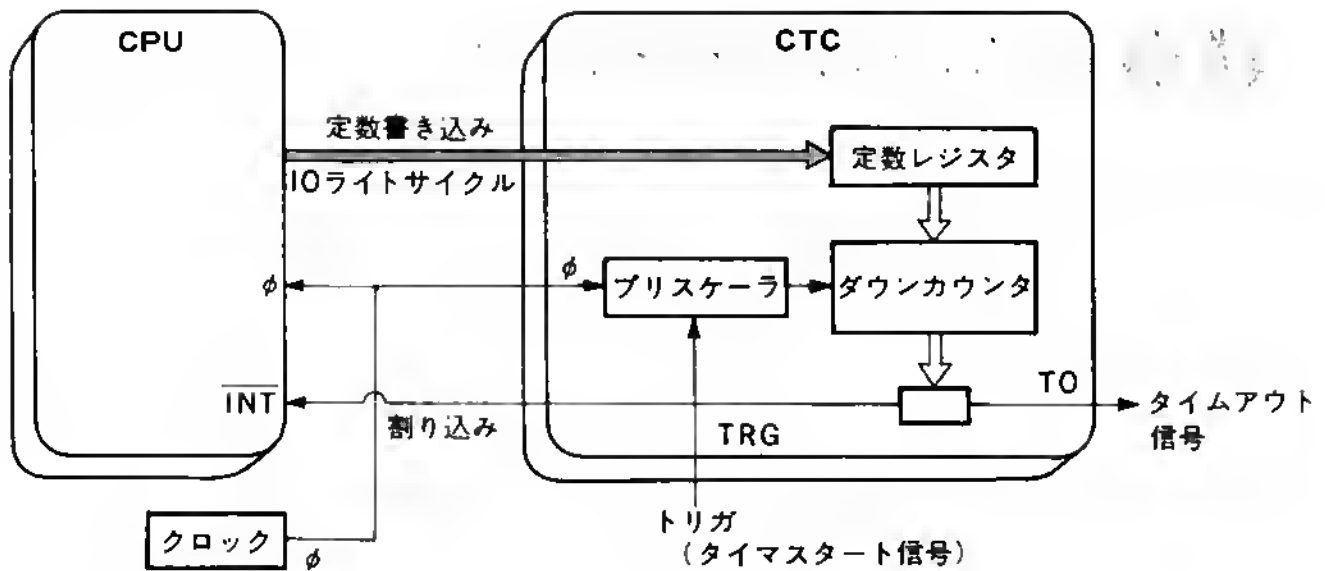 CPU
CTC
定数書き込み
IOライトサイクル
定数レジスタ
φ
φ
プリスケーラ
ダウンカウンタ
INT
割り込み
TRG
TO
タイムアウト
信号
クロック
φ
トリガ
(タイマスタート信号)